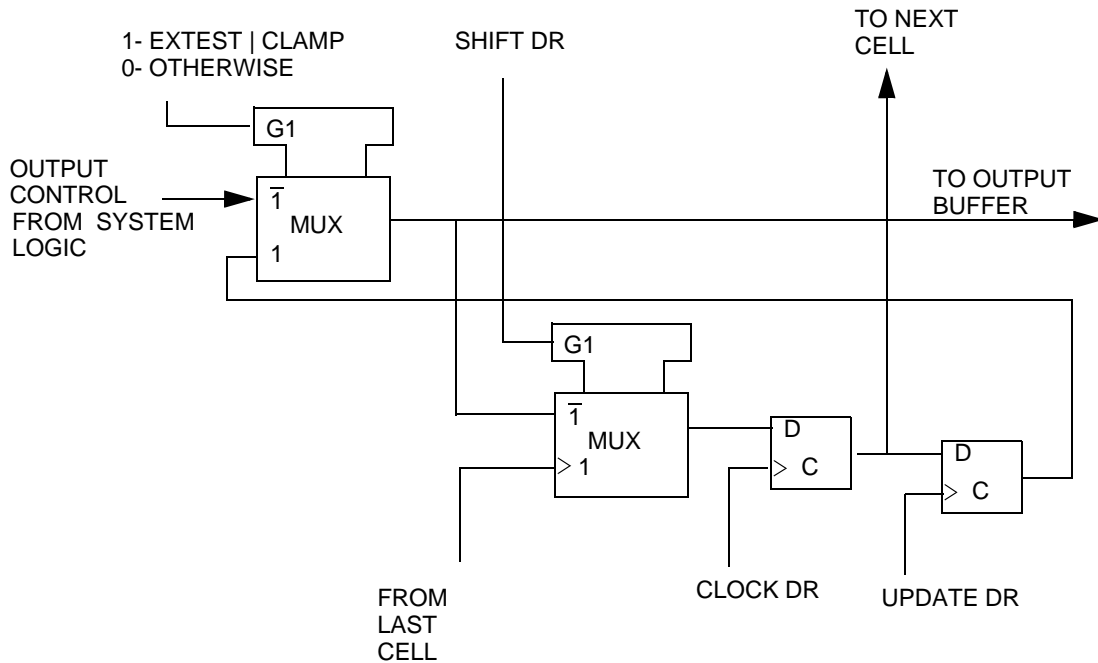 1- EXTEST | CLAMP
0- OTHERWISE
SHIFT DR
TO NEXT
CELL
G1
OUTPUT
CONTROL
FROM SYSTEM
LOGIC
1
MUX
1
TO OUTPUT
BUFFER
G1
1
MUX
1
D
C
D
C
FROM
LAST
CELL
CLOCK DR
UPDATE DR